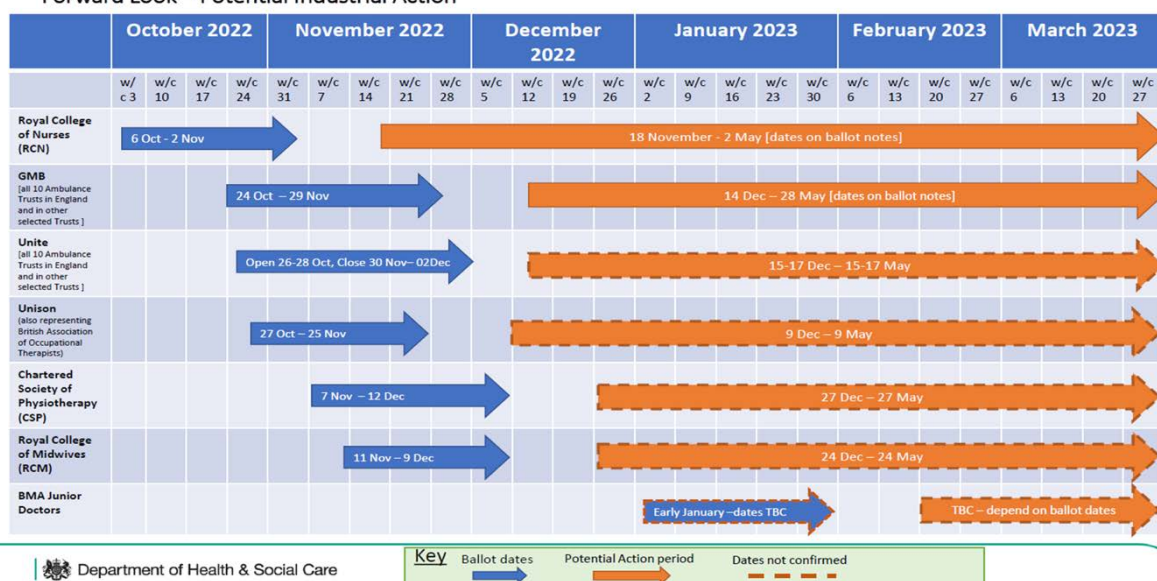 Forward Look – Potential Industrial Action
October 2022 November 2022 December 2022 January 2023 February 2023 March 2023
w/c 3 w/c 10 w/c 17 w/c 24 w/c 31 w/c 7 w/c 14 w/c 21 w/c 28 w/c 5 w/c 12 w/c 19 w/c 26 w/c 2 w/c 9 w/c 16 w/c 23 w/c 30 w/c 6 w/c 13 w/c 20 w/c 27 w/c 6 w/c 13 w/c 20 w/c 27
Royal College
of Nurses
(RCN)
6 Oct - 2 Nov
18 November - 2 May [dates on ballot notes]
GMB
[all 10 Ambulance
Trusts in England
and in other
selected Trusts ]
24 Oct – 29 Nov
14 Dec – 28 May [dates on ballot notes]
Unite
[all 10 Ambulance
Trusts in England
and in other
selected Trusts ]
Open 26-28 Oct, Close 30 Nov– 02Dec
15-17 Dec – 15-17 May
Unison
(also representing
British Association
of Occupational
Therapists)
27 Oct – 25 Nov
9 Dec – 9 May
Chartered
Society of
Physiotherapy
(CSP)
7 Nov – 12 Dec
27 Dec – 27 May
Royal College
of Midwives
(RCM)
11 Nov – 9 Dec
24 Dec – 24 May
BMA Junior
Doctors
Early January –dates TBC
TBC – depend on ballot dates
Department of Health & Social Care
Key Ballot dates Potential Action period Dates not confirmed